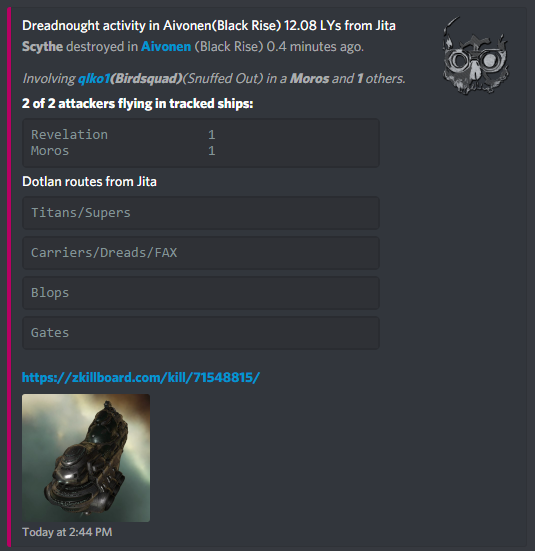 Dreadnought activity in Aivonen(Black Rise) 12.08 LYs from Jita
Scythe destroyed in Aivonen (Black Rise) 0.4 minutes ago.
Involving qlko1(Birdsquad)(Snuffed Out) in a Moros and 1 others.
2 of 2 attackers flying in tracked ships:
Revelation 1
Moros 1
Dotlan routes from Jita
Titans/Supers
Carriers/Dreads/FAX
Blops
Gates
https://zkillboard.com/kill/71548815/
Today at 2:44 PM